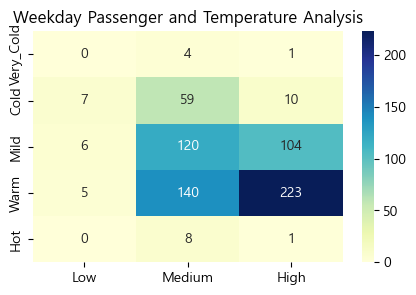 Weekday Passenger and Temperature Analysis
Very_Cold 0 4 1
Cold 7 59 10
Mild 6 120 104
Warm 5 140 223
Hot 0 8 1
Low Medium High
200
150
100
50
0